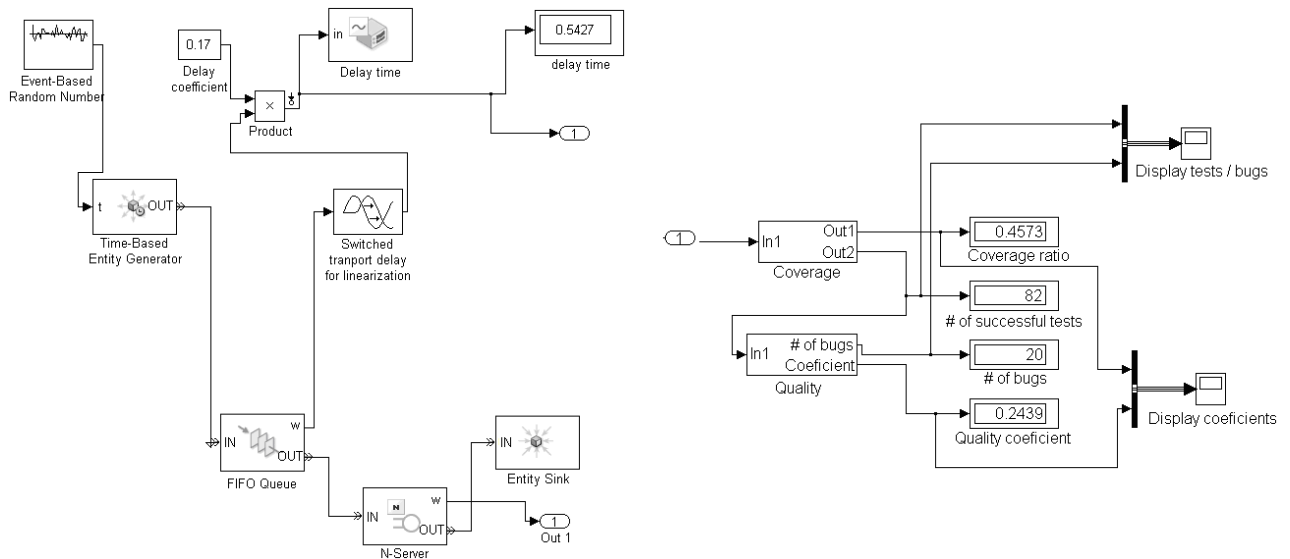 Event-Based
Random Number
0.17
Delay
coefficient
×
Product
in
Delay time
0.5427
delay time
1
t
OUT
Time-Based
Entity Generator
Switched
tranport delay
for linearization
IN
w
OUT
FIFO Queue
IN
N
w
OUT
N-Server
IN
Entity Sink
1
Out 1
1
In1
Out1
Out2
Coverage
In1
# of bugs
Coeficient
Quality
0.4573
Coverage ratio
82
# of successful tests
20
# of bugs
0.2439
Quality coeficient
Display tests / bugs
Display coeficients